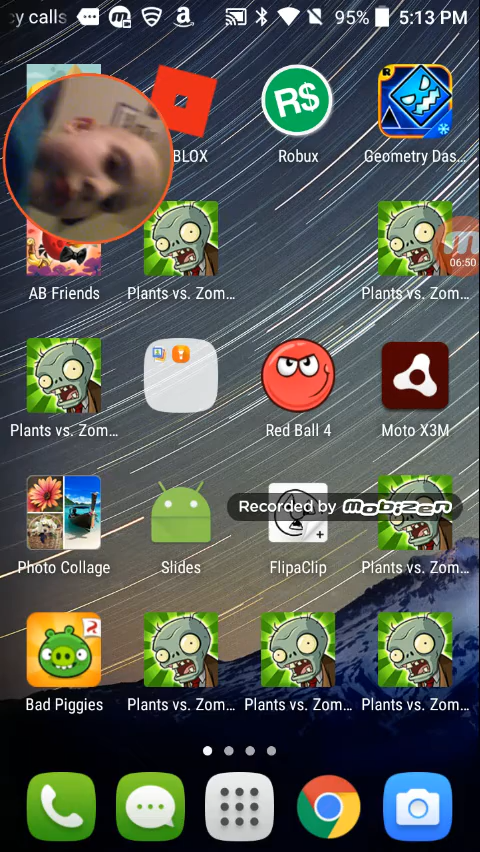 cy calls 95% 5:13 PM
BLOX
R$
Robux
R
Geometry Das...
AB Friends
Plants vs. Zom...
Plants vs. Zom...
06:50
Plants vs. Zom...
Red Ball 4
Moto X3M
Recorded by Mobizen
Photo Collage
Slides
FlipaClip
Plants vs. Zom...
R
Bad Piggies
Plants vs. Zom...
Plants vs. Zom...
Plants vs. Zom...